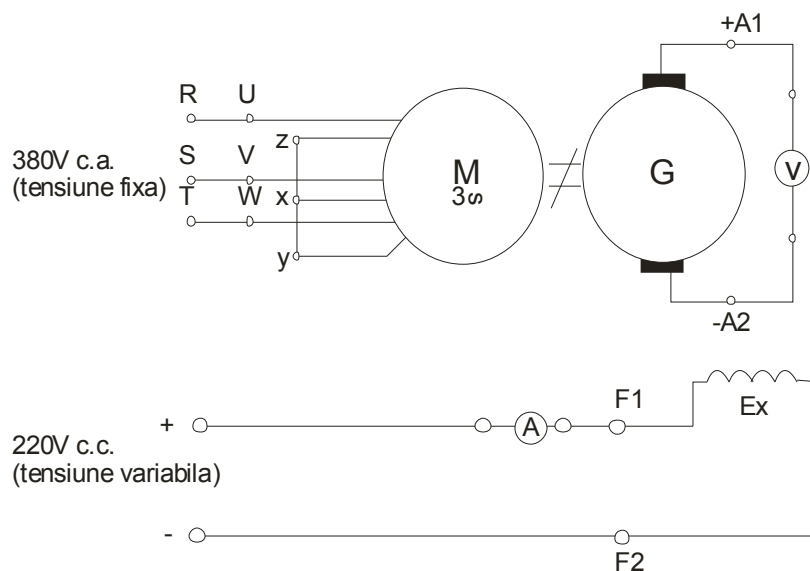 +A1
R U
z
380V c.a.
(tensiune fixa)
S V
M
3~
G
V
T W
x
y
-A2
F1
Ex
+
A
220V c.c.
(tensiune variabila)
-
F2